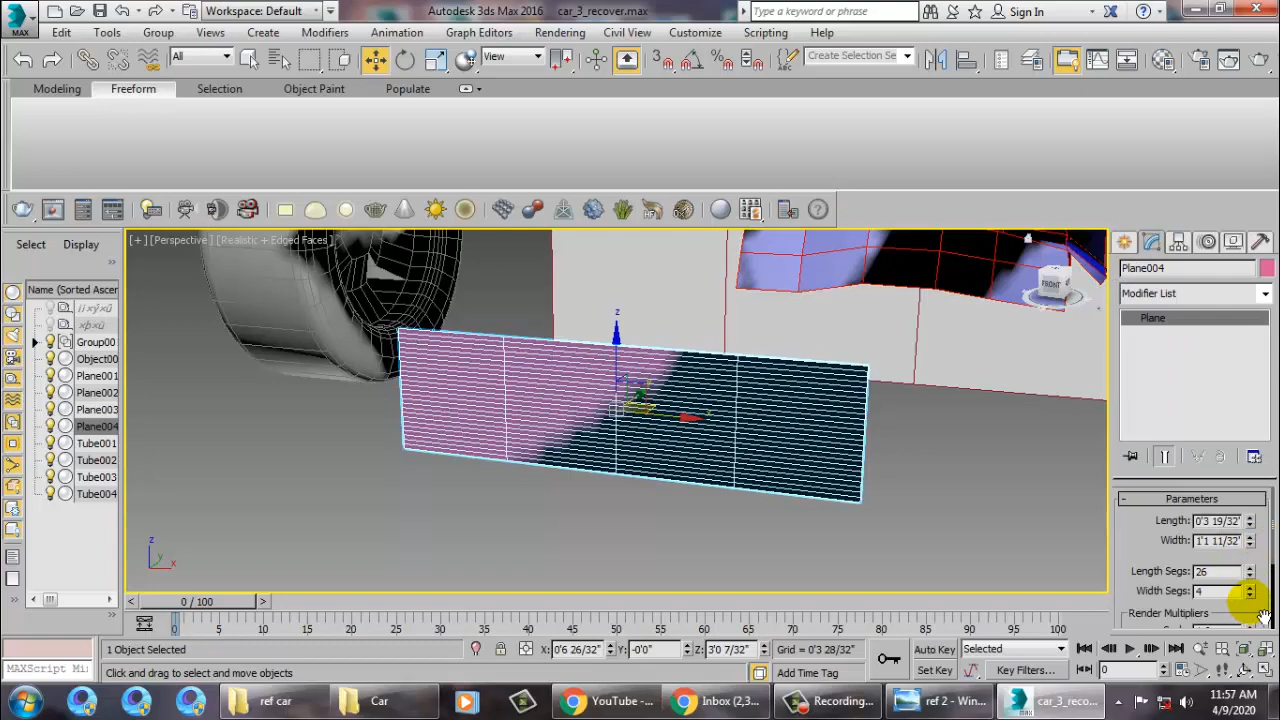 Workspace: Default
Autodesk 3ds Max 2016
car_3_recover.max
Type a keyword or phrase
Sign In
MAX
Edit
Tools
Group
Views
Create
Modifiers
Animation
Graph Editors
Rendering
Civil View
Customize
Scripting
Help
All
View
Create Selection Se
Modeling
Freeform
Selection
Object Paint
Populate
Select
Display
[+] [Perspective] [Realistic + Edged Faces]
Name (Sorted Ascen
Group00
Object00
Plane001
Plane002
Plane003
Plane004
Tube001
Tube002
Tube003
Tube004
FRONT
z
x
z
y
x
Plane004
Modifier List
Plane
Parameters
Length: 0'3 19/32"
Width: 1'1 11/32"
Length Segs: 26
Width Segs: 4
Render Multipliers
0 / 100
0 5 10 15 20 25 30 35 40 45 50 55 60 65 70 75 80 85 90 95 100
MAXScript Mi
1 Object Selected
Click and drag to select and move objects
X: 0'6 26/32"
Y: -0'0"
Z: 3'0 7/32"
Grid = 0'3 28/32"
Add Time Tag
Auto Key
Selected
Set Key
Key Filters...
0
ref car
Car
YouTube -...
Inbox (2,3...
Recording...
ref 2 - Win...
car_3_reco...
11:57 AM
4/9/2020